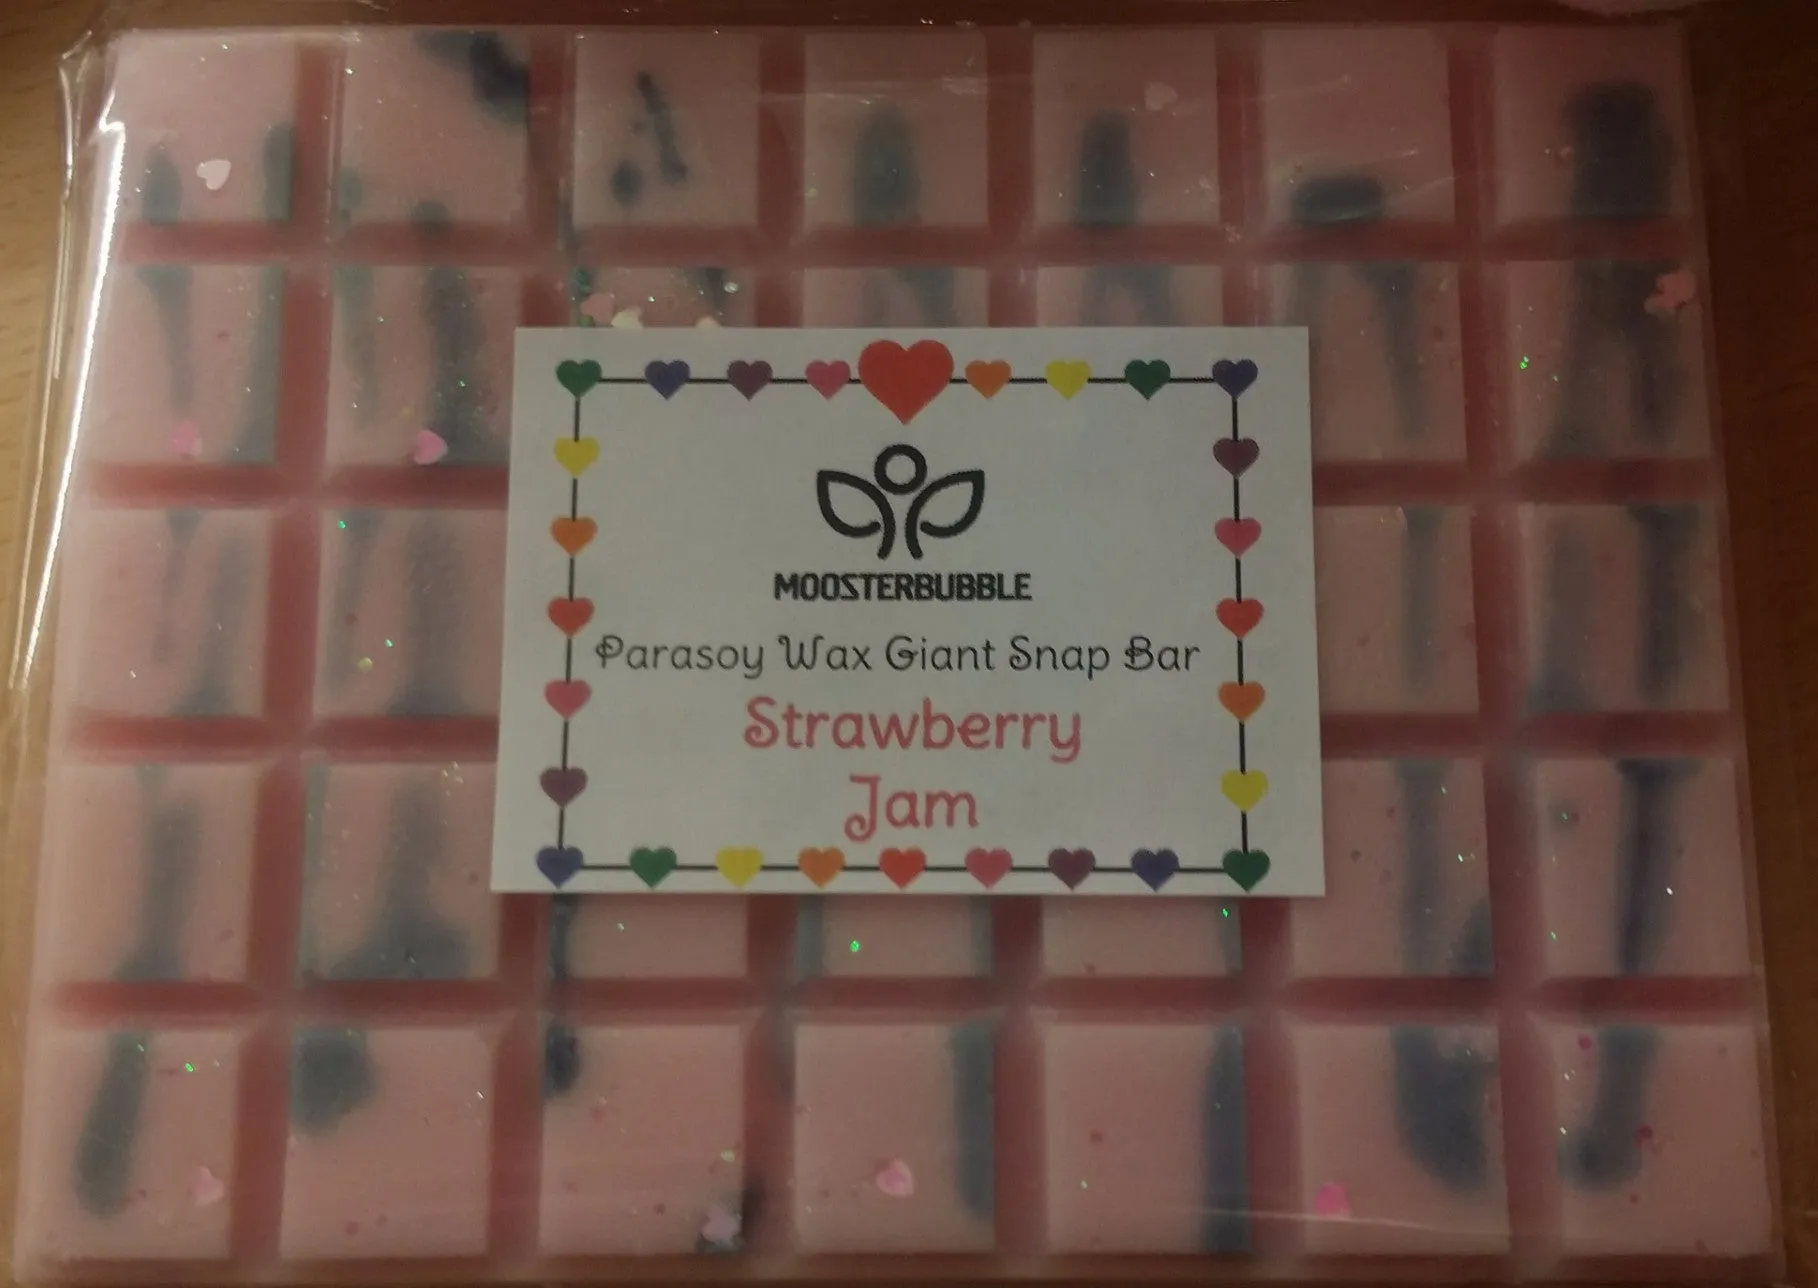 MOOSTERBUBBLE
Parasoy Wax Giant Snap Bar
Strawberry
Jam